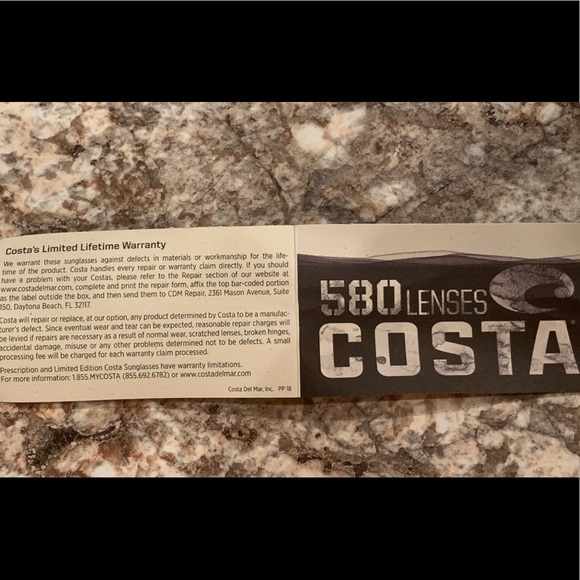 Costa's Limited Lifetime Warranty
We warrant these sunglasses against defects in materials or workmanship for the life-
time of the product. Costa handles every repair or warranty claim directly. If you should
have a problem with your Costas, please refer to the Repair section of our website at
www.costadelmar.com, complete and print the repair form, affix the top bar-coded portion
as the label outside the box, and then send them to CDM Repair, 2361 Mason Avenue, Suite
150, Daytona Beach, FL 32117.
Costa will repair or replace, at our option, any product determined by Costa to be a manufac-
turer's defect. Since eventual wear and tear can be expected, reasonable repair charges will
be levied if repairs are necessary as a result of normal wear, scratched lenses, broken hinges,
accidental damage, misuse or any other problems determined not to be defects. A small
processing fee will be charged for each warranty claim processed.
Prescription and Limited Edition Costa Sunglasses have warranty limitations.
For more information: 1.855.MYCOSTA (855.692.6782) or www.costadelmar.com
Costa Del Mar, Inc. PP 18
580 LENSES
COSTA